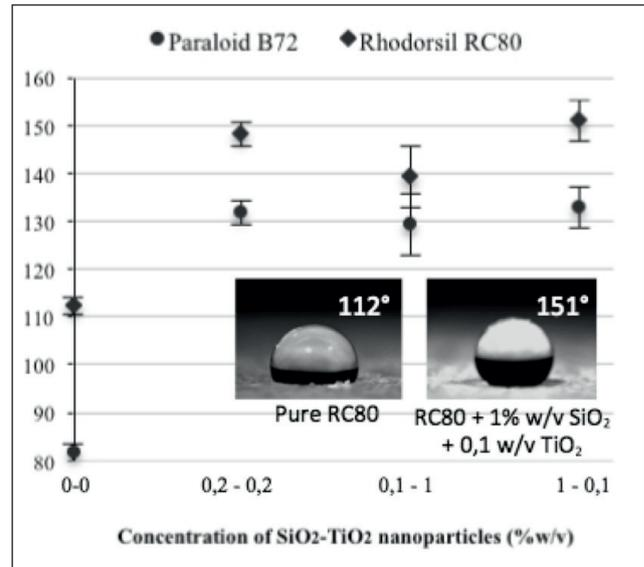 Paraloid B72 Rhodorsil RC80
160
150
140
130
120
110
100
90
80
112°
151°
Pure RC80
RC80 + 1% w/v SiO₂
+ 0,1 w/v TiO₂
0-0 0,2 - 0,2 0,1 - 1 1 - 0,1
Concentration of SiO₂-TiO₂ nanoparticles (%w/v)